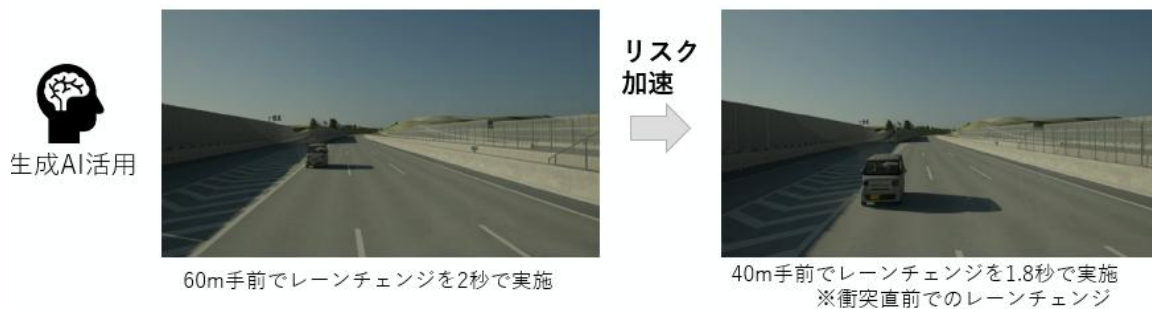 生成AI活用
60m手前でレーンチェンジを2秒で実施
リスク
加速
40m手前でレーンチェンジを1.8秒で実施
※衝突直前でのレーンチェンジ